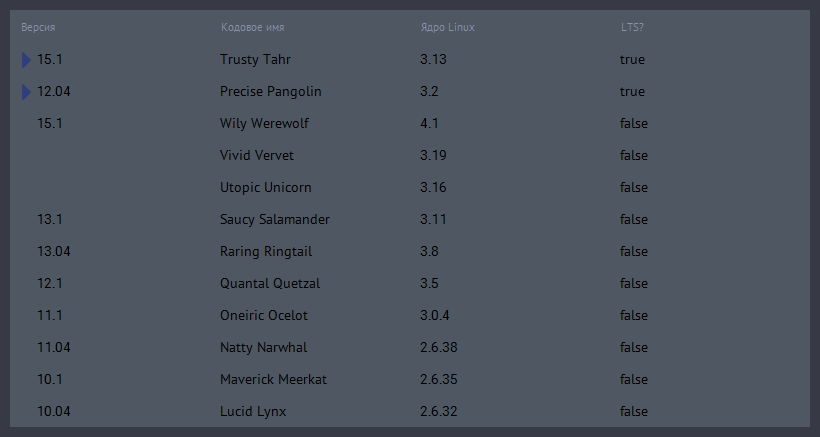 Версия Кодовое имя Ядро Linux LTS?
15.1 Trusty Tahr 3.13 true
12.04 Precise Pangolin 3.2 true
15.1 Wily Werewolf 4.1 false
Vivid Vervet 3.19 false
Utopic Unicorn 3.16 false
13.1 Saucy Salamander 3.11 false
13.04 Raring Ringtail 3.8 false
12.1 Quantal Quetzal 3.5 false
11.1 Oneiric Ocelot 3.0.4 false
11.04 Natty Narwhal 2.6.38 false
10.1 Maverick Meerkat 2.6.35 false
10.04 Lucid Lynx 2.6.32 false